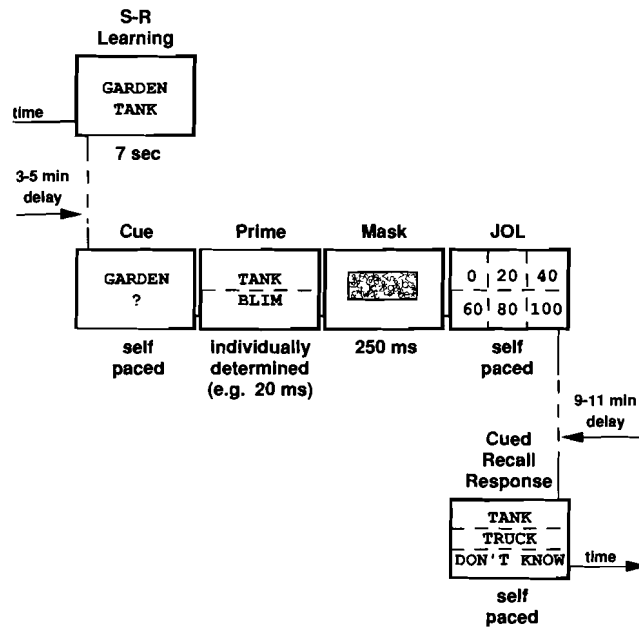 S-R
Learning
GARDEN
TANK
time
7 sec
3-5 min
delay
Cue
Prime
Mask
JOL
GARDEN
?
TANK
BLIM
0 20 40
60 80 100
self
paced
individually
determined
(e.g. 20 ms)
250 ms
self
paced
9-11 min
delay
Cued
Recall
Response
TANK
TRUCK
DON'T KNOW
time
self
paced